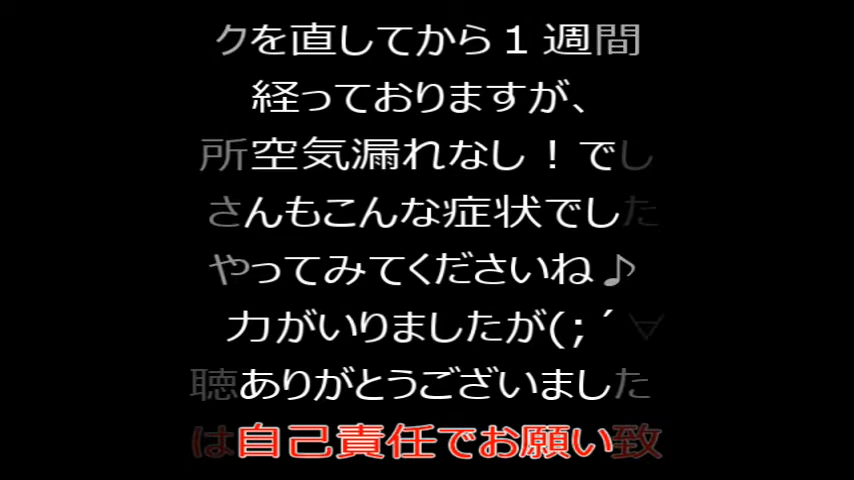 クを直してから１週間
経っておりますが、
所空気漏れなし！でし
さんもこんな症状でした
やってみてくださいね♪
力がいりましたが(；´∀
聴ありがとうございました
は自己責任でお願い致